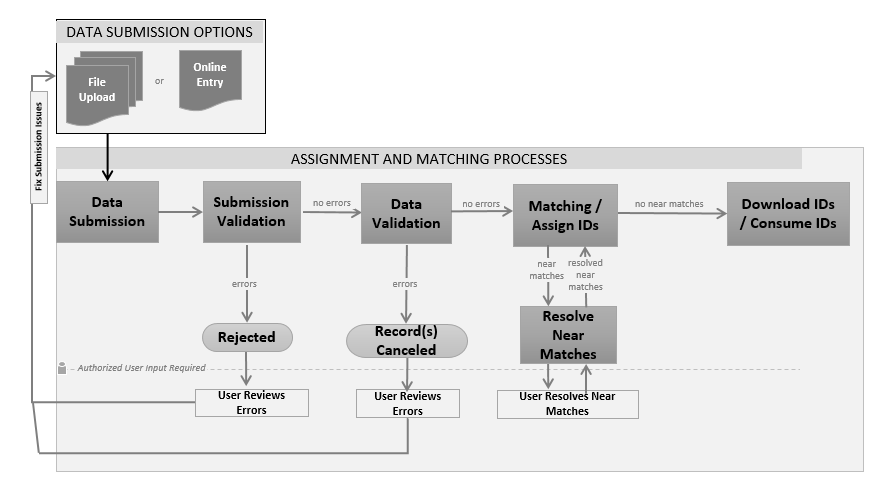 DATA SUBMISSION OPTIONS
File
Upload
or
Online
Entry
Fix Submission Issues
ASSIGNMENT AND MATCHING PROCESSES
Data
Submission
Submission
Validation
no errors
Data
Validation
no errors
Matching /
Assign IDs
no near matches
Download IDs
/ Consume IDs
errors
errors
near
matches
resolved
near
matches
Rejected
Record(s)
Canceled
Resolve
Near
Matches
Authorized User Input Required
User Reviews
Errors
User Reviews
Errors
User Resolves Near
Matches